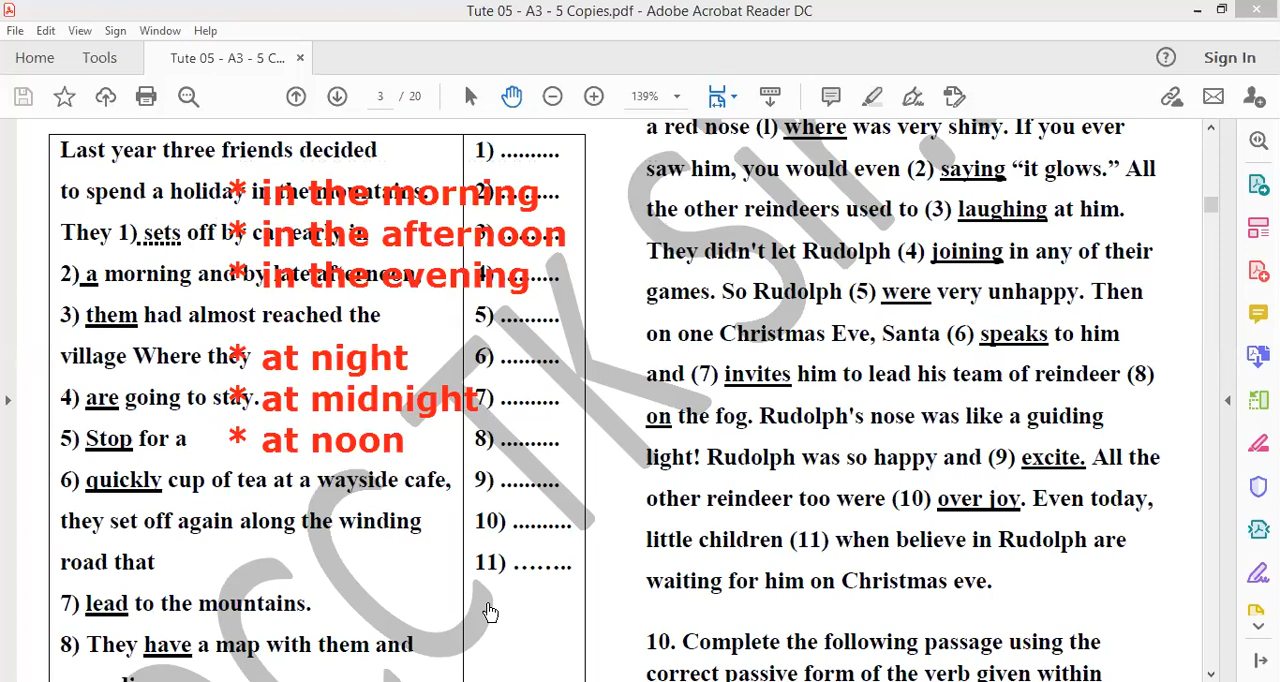 Tute 05 - A3 - 5 Copies.pdf - Adobe Acrobat Reader DC
File Edit View Sign Window Help
Home Tools Tute 05 - A3 - 5 C... × Sign In
3 / 20 139%
Last year three friends decided
to spend a holiday in the mountains.
They 1) sets off by car early in
2) a morning and by late afternoon
3) them had almost reached the
village Where they
4) are going to stay.
5) Stop for a
6) quickly cup of tea at a wayside cafe,
they set off again along the winding
road that
7) lead to the mountains.
8) They have a map with them and
* in the morning
* in the afternoon
* in the evening
* at night
* at midnight
* at noon
1) ..........
2) ..........
3) ..........
4) ..........
5) ..........
6) ..........
7) ..........
8) ..........
9) ..........
10) ..........
11) ……..
a red nose (l) where was very shiny. If you ever
saw him, you would even (2) saying “it glows.” All
the other reindeers used to (3) laughing at him.
They didn't let Rudolph (4) joining in any of their
games. So Rudolph (5) were very unhappy. Then
on one Christmas Eve, Santa (6) speaks to him
and (7) invites him to lead his team of reindeer (8)
on the fog. Rudolph's nose was like a guiding
light! Rudolph was so happy and (9) excite. All the
other reindeer too were (10) over joy. Even today,
little children (11) when believe in Rudolph are
waiting for him on Christmas eve.
10. Complete the following passage using the
correct passive form of the verb given within